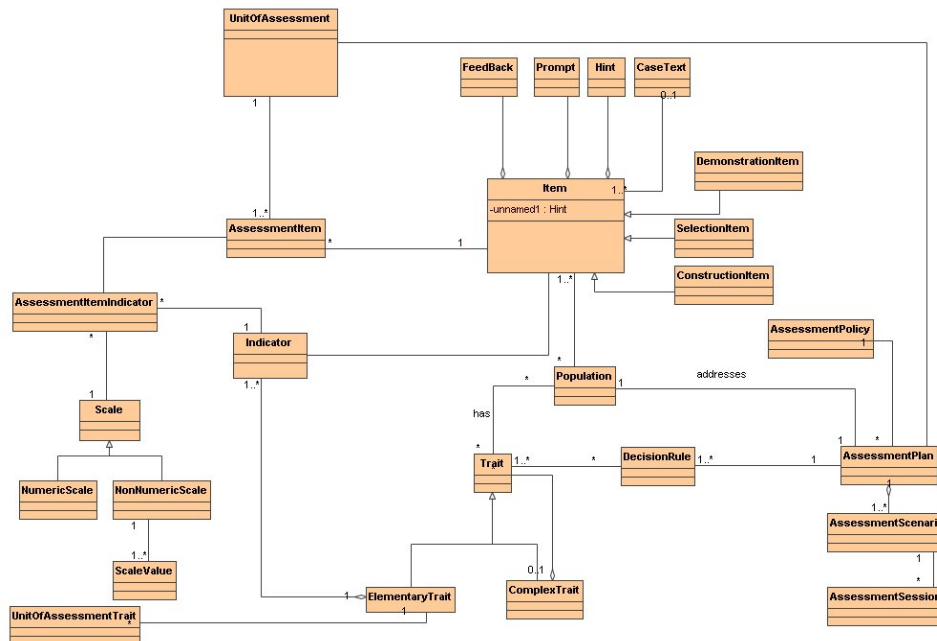 UnitOfAssessment
FeedBack
Prompt
Hint
CaseText
0..1
1
DemonstrationItem
Item
1..*
-unnamed1 : Hint
1..*
AssessmentItem
*
1
SelectionItem
ConstructionItem
1..*
AssessmentItemIndicator
*
1
Indicator
*
1..*
AssessmentPolicy
1
*
Population
1
addresses
*
1
Scale
has
*
1
*
Trait
*
1..*
*
DecisionRule
1..*
1
AssessmentPlan
1
NumericScale
NonNumericScale
1
1..*
AssessmentScenari
1
1..*
ScaleValue
0..1
*
1
ElementaryTrait
1
ComplexTrait
AssessmentSession
UnitOfAssessmentTrait
*